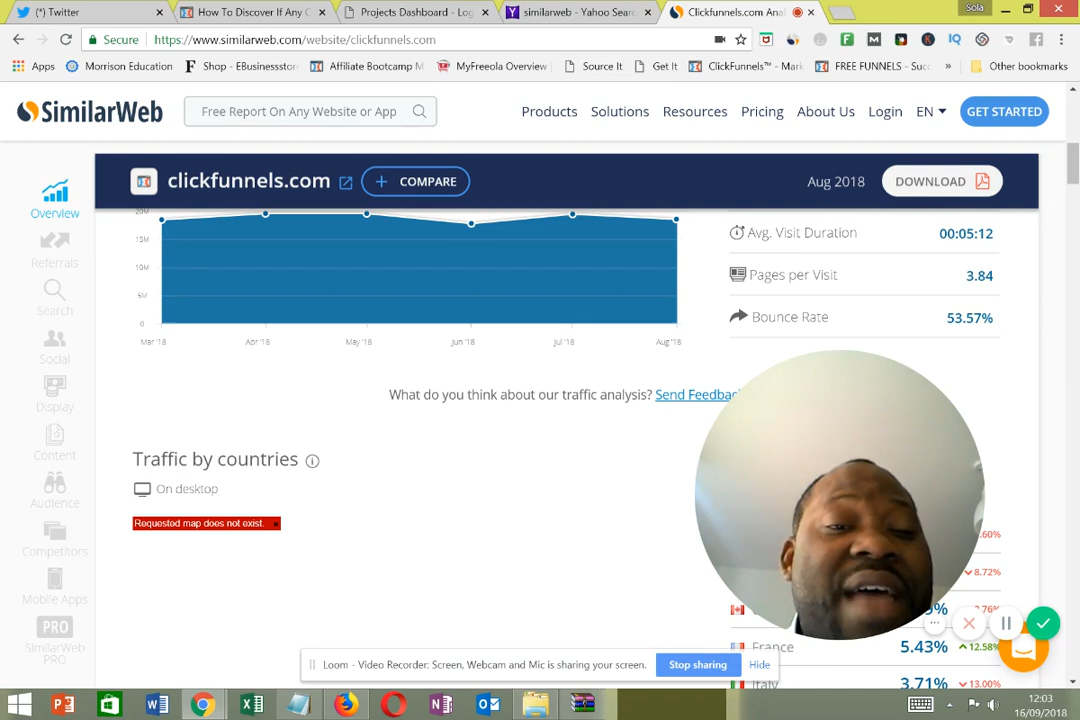 (*) Twitter
How To Discover If Any C
Projects Dashboard - Log
similarweb - Yahoo Searc
Clickfunnels.com Anal
Sola
Secure
https://www.similarweb.com/website/clickfunnels.com
Apps
Morrison Education
Shop - EBusinessstore
Affiliate Bootcamp M
MyFreeola Overview
Source It
Get It
ClickFunnels™ - Mark
FREE FUNNELS - Succ
»
Other bookmarks
SimilarWeb
Free Report On Any Website or App
Products
Solutions
Resources
Pricing
About Us
Login
EN
GET STARTED
clickfunnels.com
+ COMPARE
Aug 2018
DOWNLOAD
Overview
Referrals
Search
Social
Display
Content
Audience
Competitors
Mobile Apps
PRO
SimilarWeb
PRO
20M
15M
10M
5M
0
Mar '18
Apr '18
May '18
Jun '18
Jul '18
Aug '18
Avg. Visit Duration
00:05:12
Pages per Visit
3.84
Bounce Rate
53.57%
What do you think about our traffic analysis? Send Feedbac
Traffic by countries
On desktop
Requested map does not exist. ×
.60%
8.72%
France
5.43%
12.58%
Italy
3.71%
13.00%
Loom - Video Recorder: Screen, Webcam and Mic is sharing your screen.
Stop sharing
Hide
12:03
16/09/2018